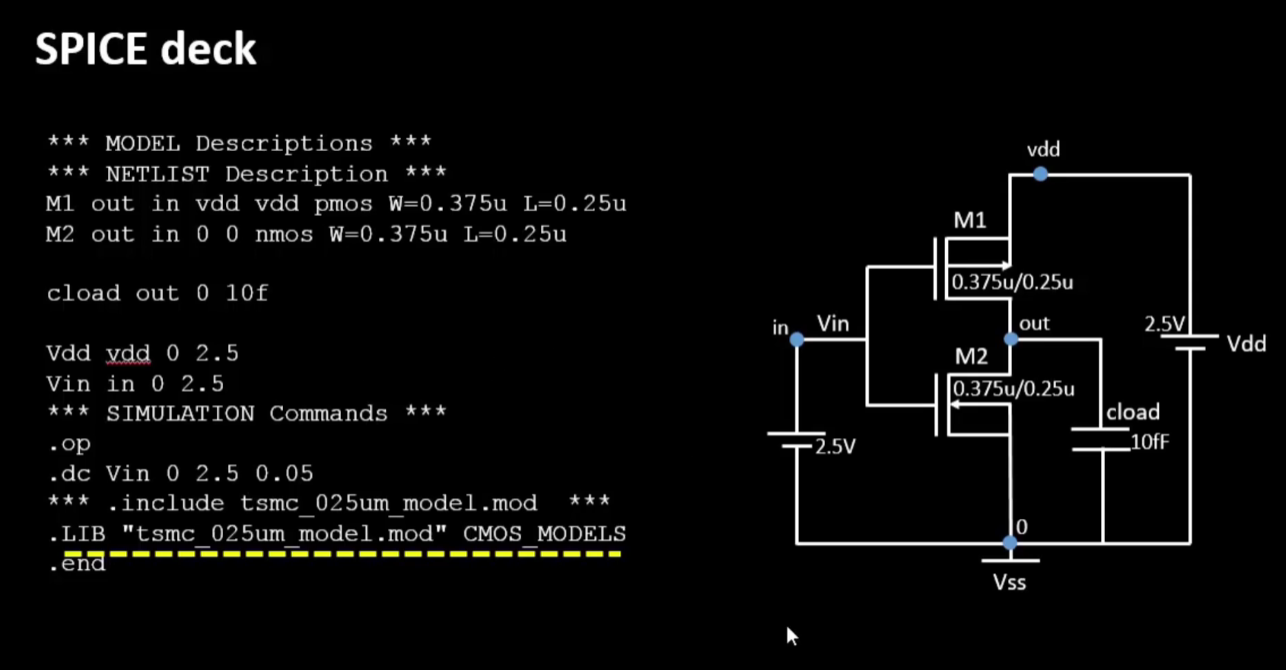 SPICE deck
*** MODEL Descriptions ***
*** NETLIST Description ***
M1 out in vdd vdd pmos W=0.375u L=0.25u
M2 out in 0 0 nmos W=0.375u L=0.25u
cload out 0 10f
Vdd vdd 0 2.5
Vin in 0 2.5
*** SIMULATION Commands ***
.op
.dc Vin 0 2.5 0.05
*** .include tsmc_025um_model.mod ***
.LIB "tsmc_025um_model.mod" CMOS_MODELS
.end
vdd
M1
0.375u/0.25u
in Vin
out
2.5V
Vdd
M2
0.375u/0.25u
cload
10fF
2.5V
0
Vss